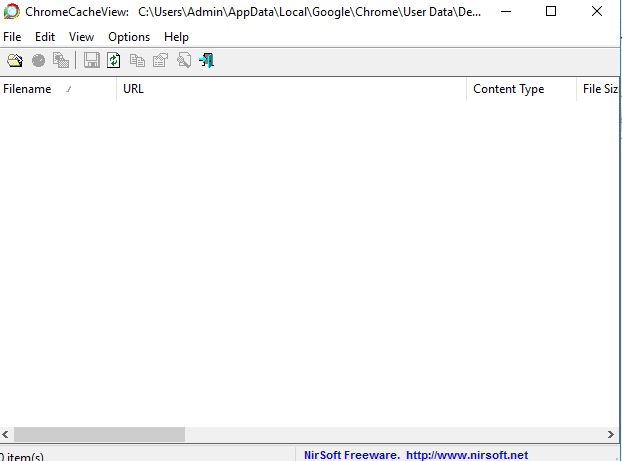 ChromeCacheView: C:\Users\Admin\AppData\Local\Google\Chrome\User Data\De...
File Edit View Options Help
Filename / URL Content Type File Siz
0 item(s) NirSoft Freeware. http://www.nirsoft.net